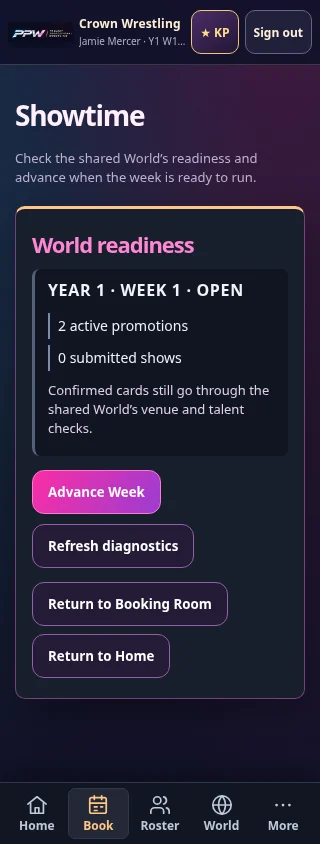 PPW
Crown Wrestling
Jamie Mercer · Y1 W1...
★ KP
Sign out
Showtime
Check the shared World's readiness and
advance when the week is ready to run.
World readiness
YEAR 1 · WEEK 1 · OPEN
2 active promotions
0 submitted shows
Confirmed cards still go through the
shared World's venue and talent
checks.
Advance Week
Refresh diagnostics
Return to Booking Room
Return to Home
Home
Book
Roster
World
More